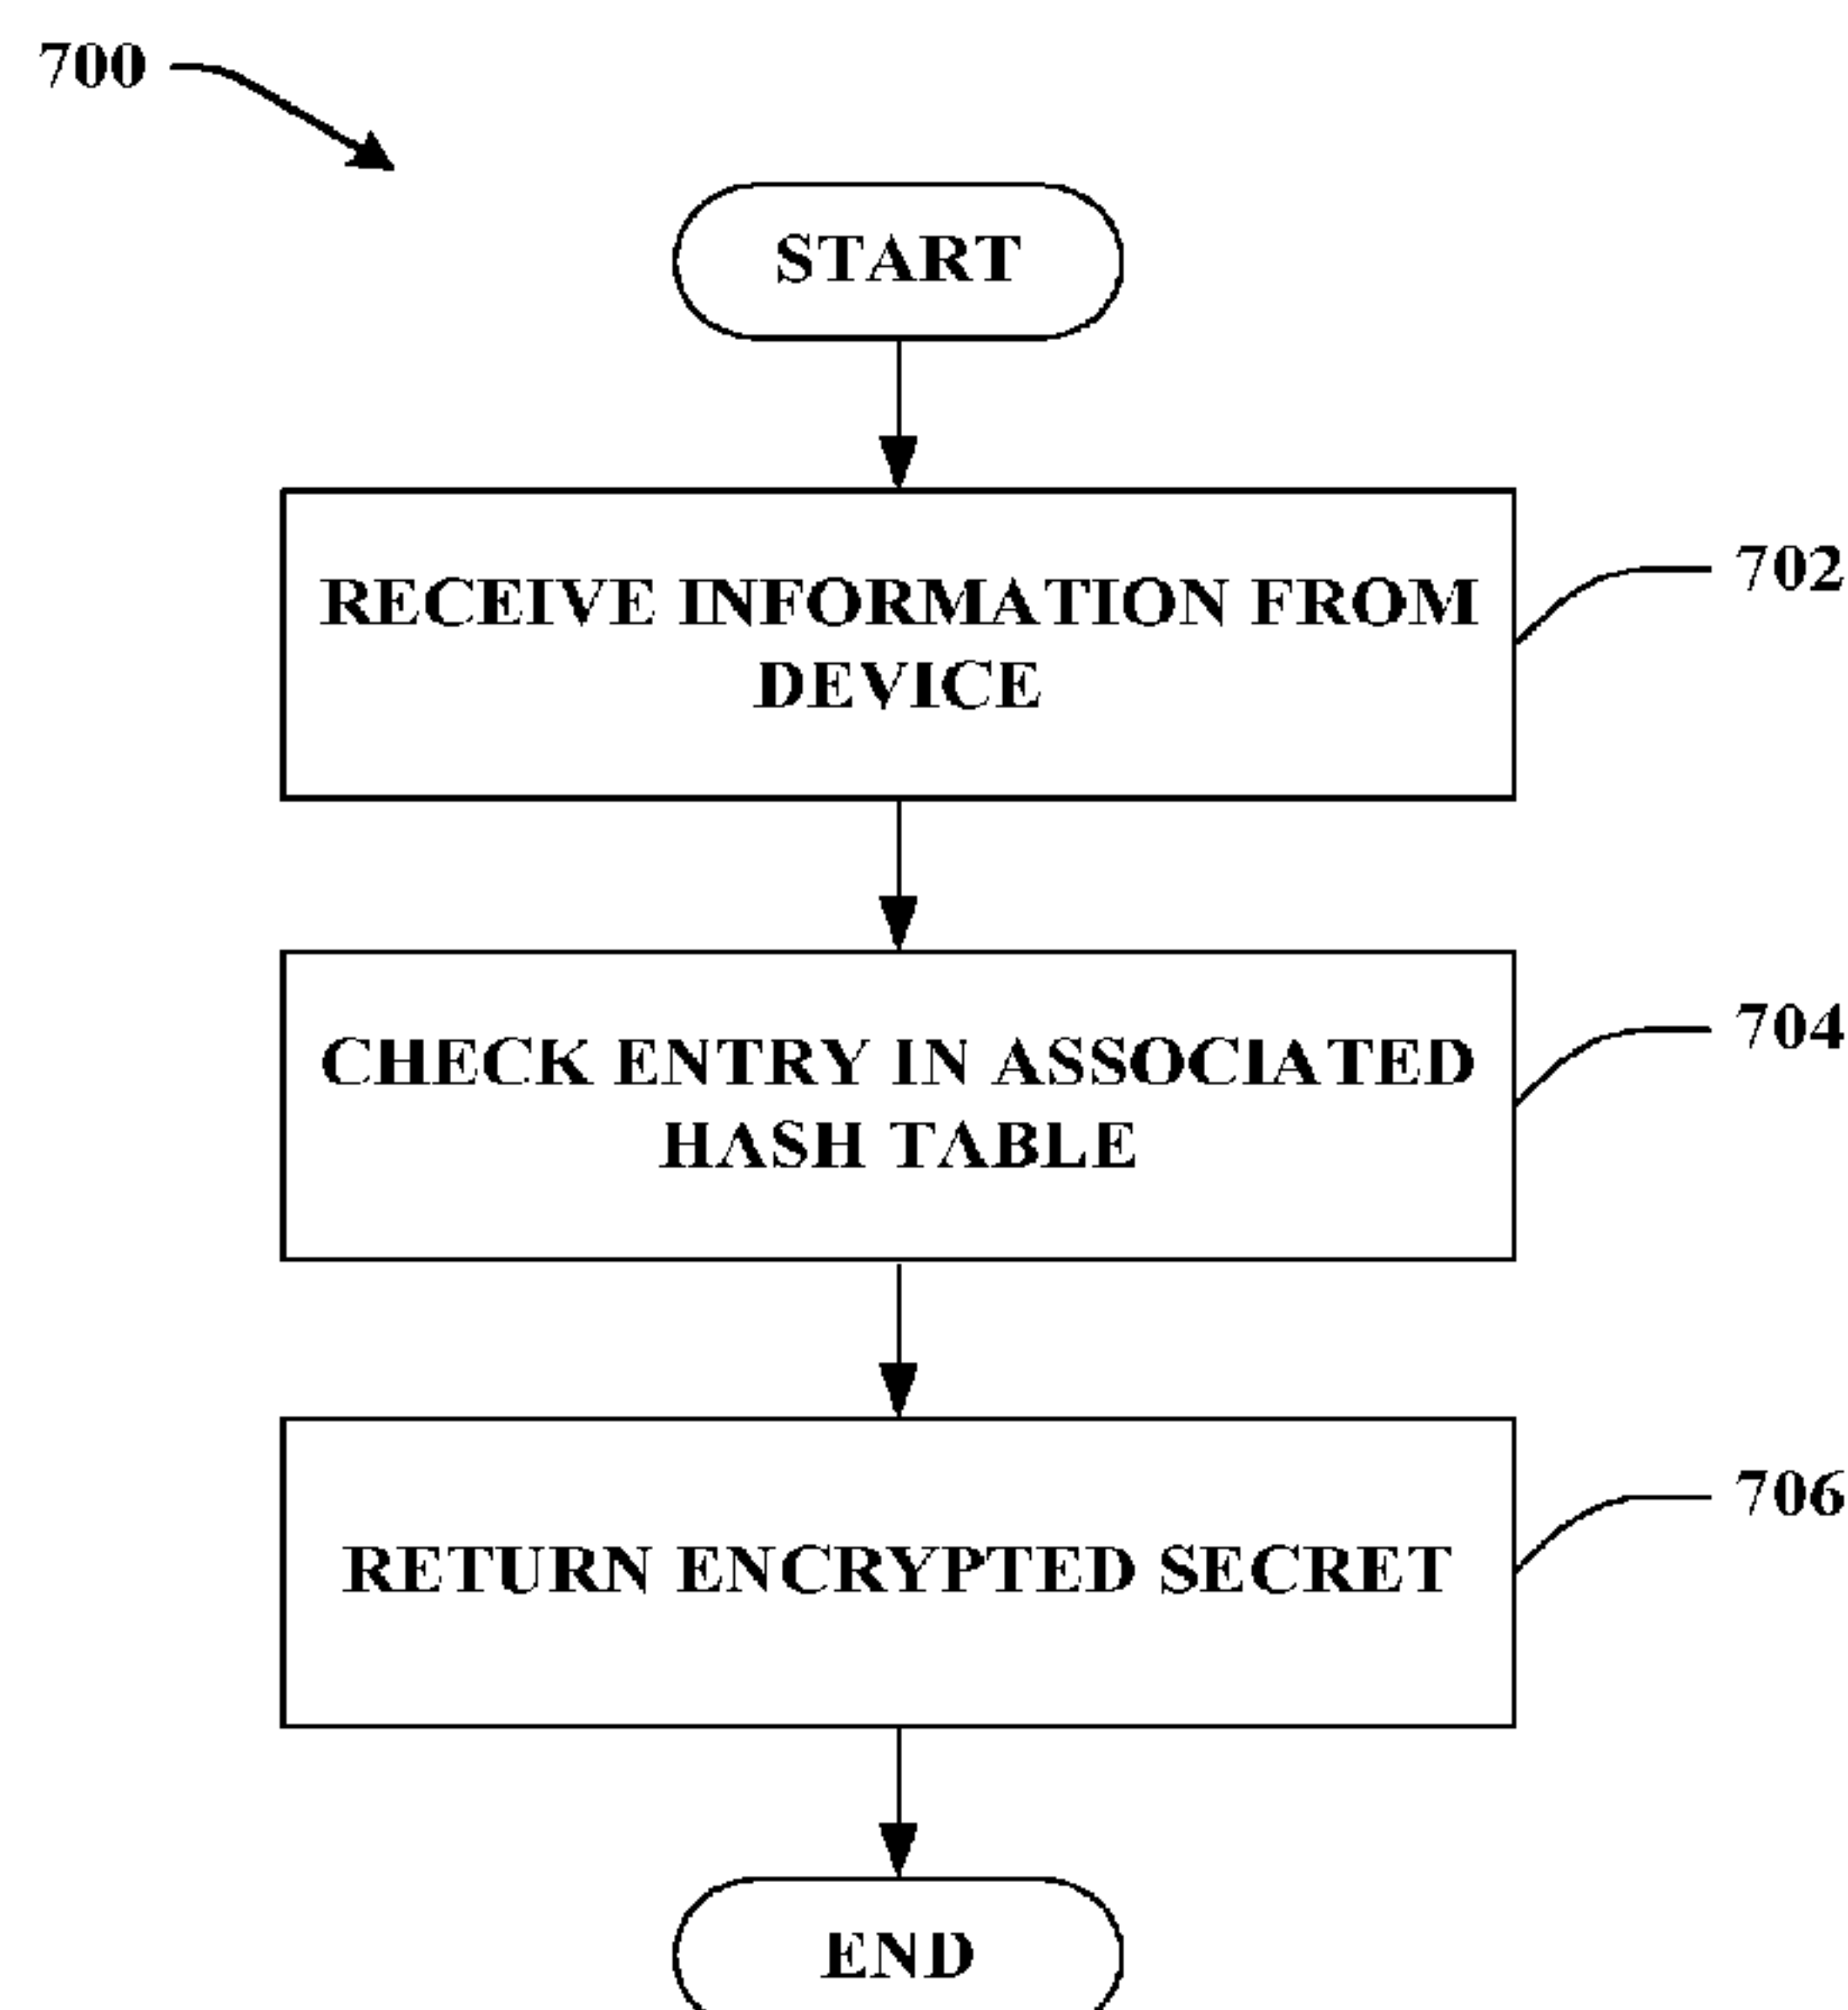 700
START
RECEIVE INFORMATION FROM
DEVICE
702
CHECK ENTRY IN ASSOCIATED
HASH TABLE
704
RETURN ENCRYPTED SECRET
706
END